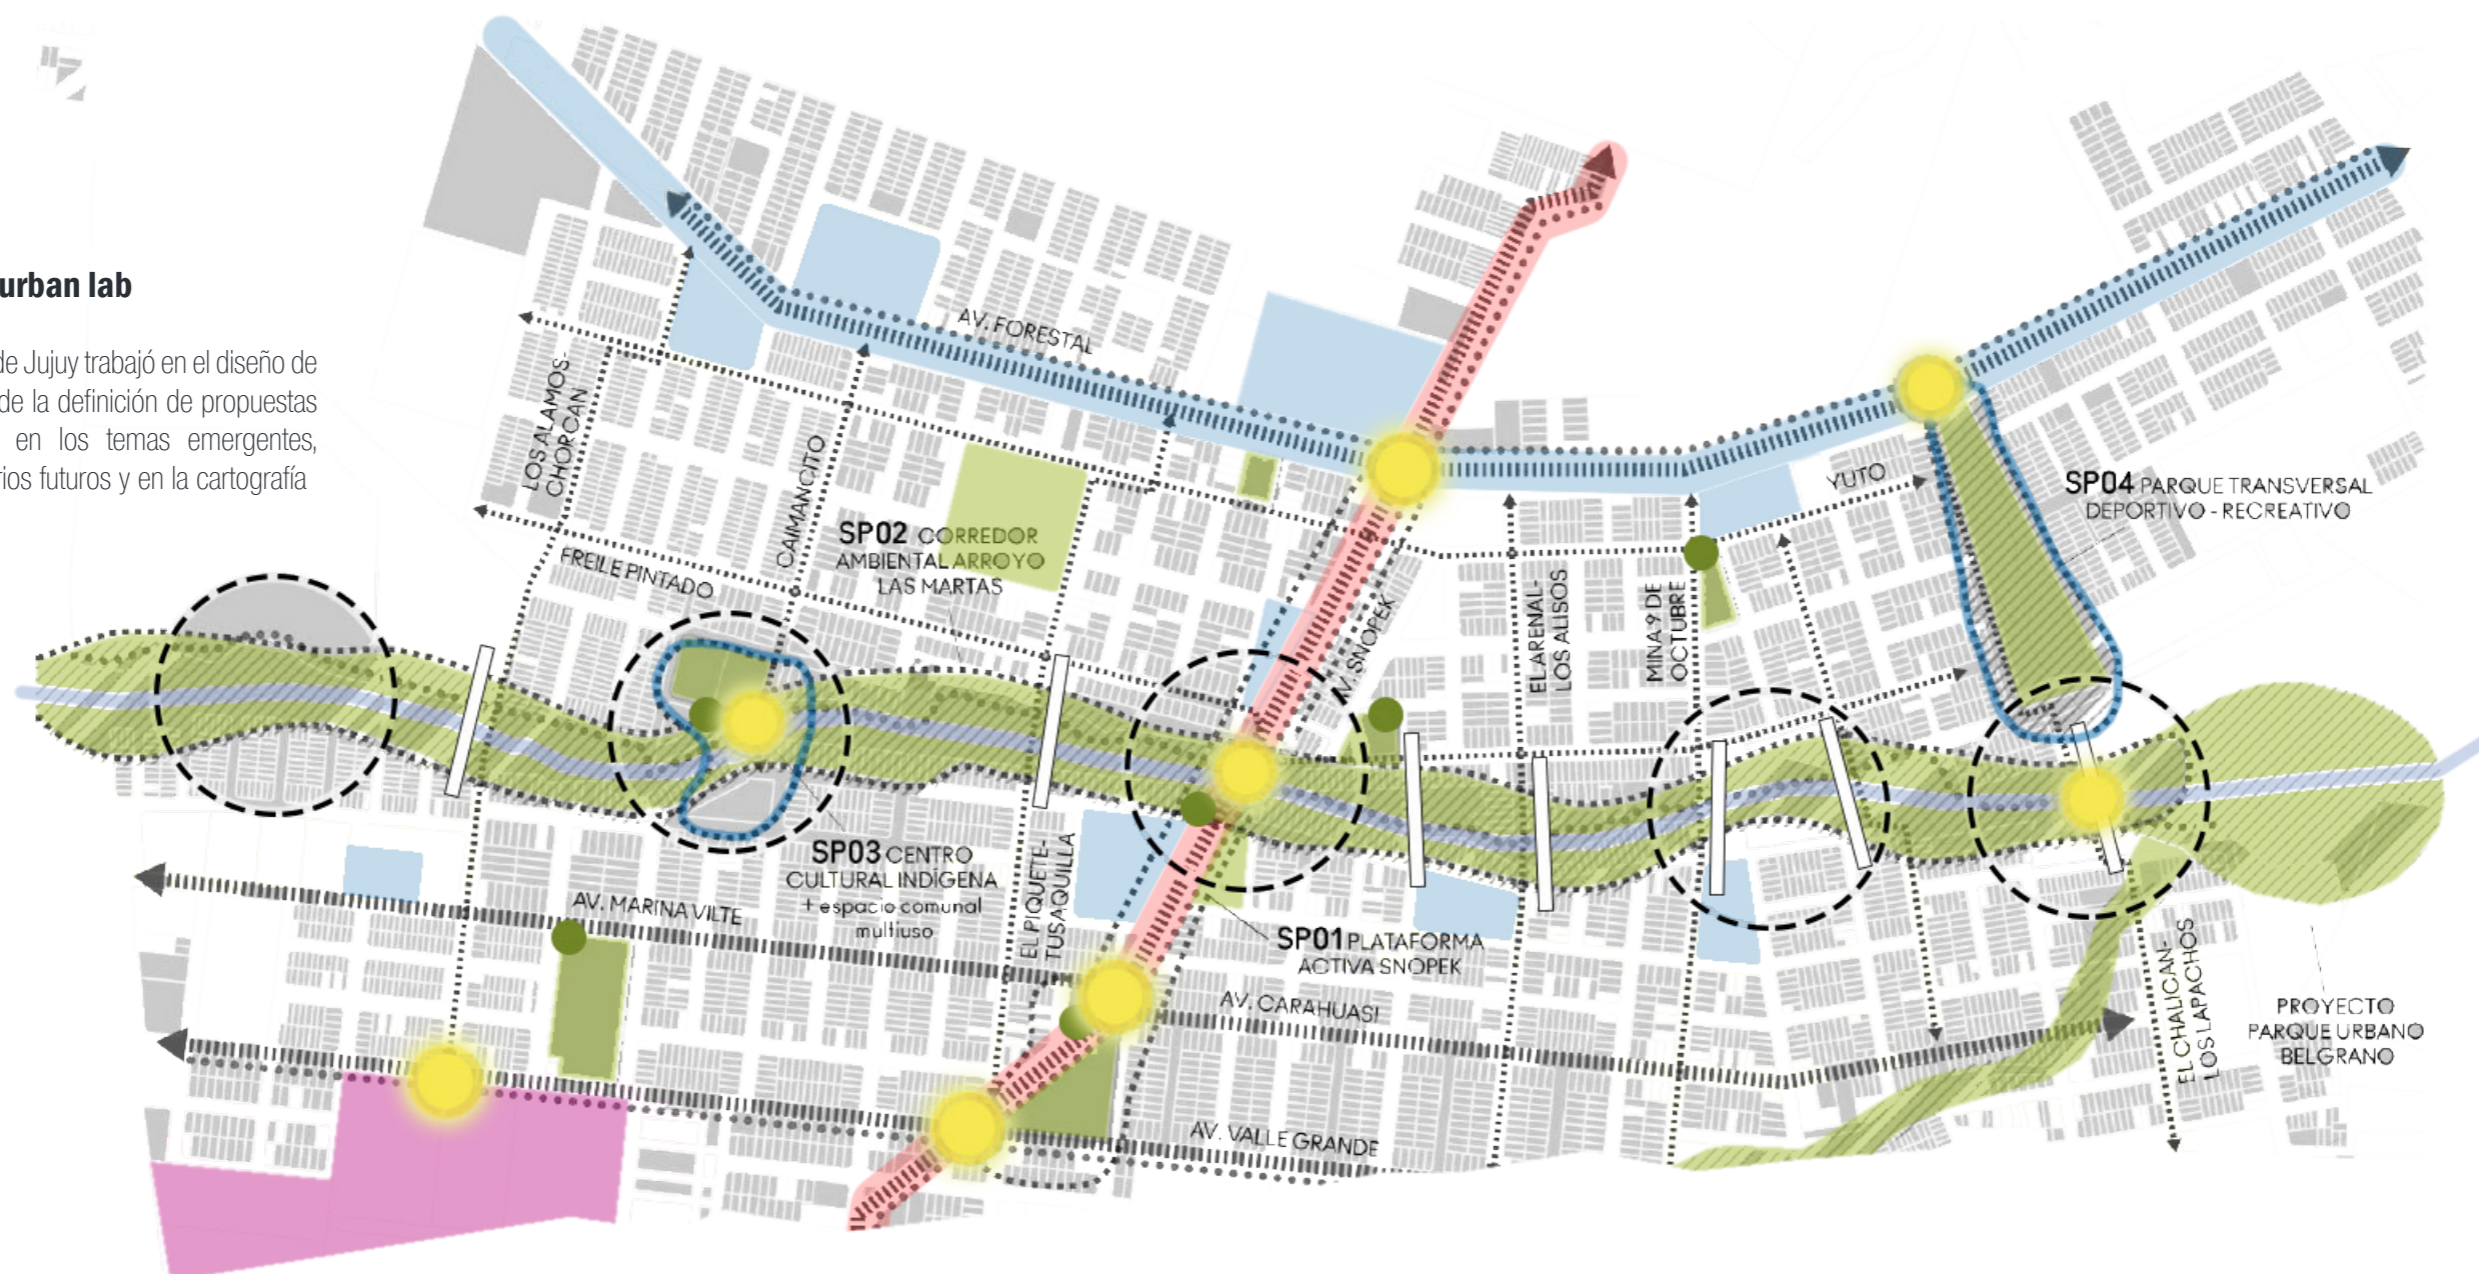 urban lab
de Jujuy trabajó en el diseño de
de la definición de propuestas
en los temas emergentes,
rios futuros y en la cartografía
AV. FORESTAL
LOS ALAMOS-
CHORCAN
CAIMANCITO
FREILE PINTADO
SP02 CORREDOR
AMBIENTAL ARROYO
LAS MARTAS
AV. SNOPEK
EL ARENAL-
LOS ALISOS
MINA 9 DE
OCTUBRE
YUTO
SP04 PARQUE TRANSVERSAL
DEPORTIVO - RECREATIVO
SP03 CENTRO
CULTURAL INDÍGENA
+ espacio comunal
multiuso
EL PIQUETE-
TUSAQUILLA
AV. MARINA VILTE
SP01 PLATAFORMA
ACTIVA SNOPEK
AV. CARAHUASI
AV. VALLE GRANDE
EL CHALICAN-
LOS LAPACHOS
PROYECTO
PARQUE URBANO
BELGRANO